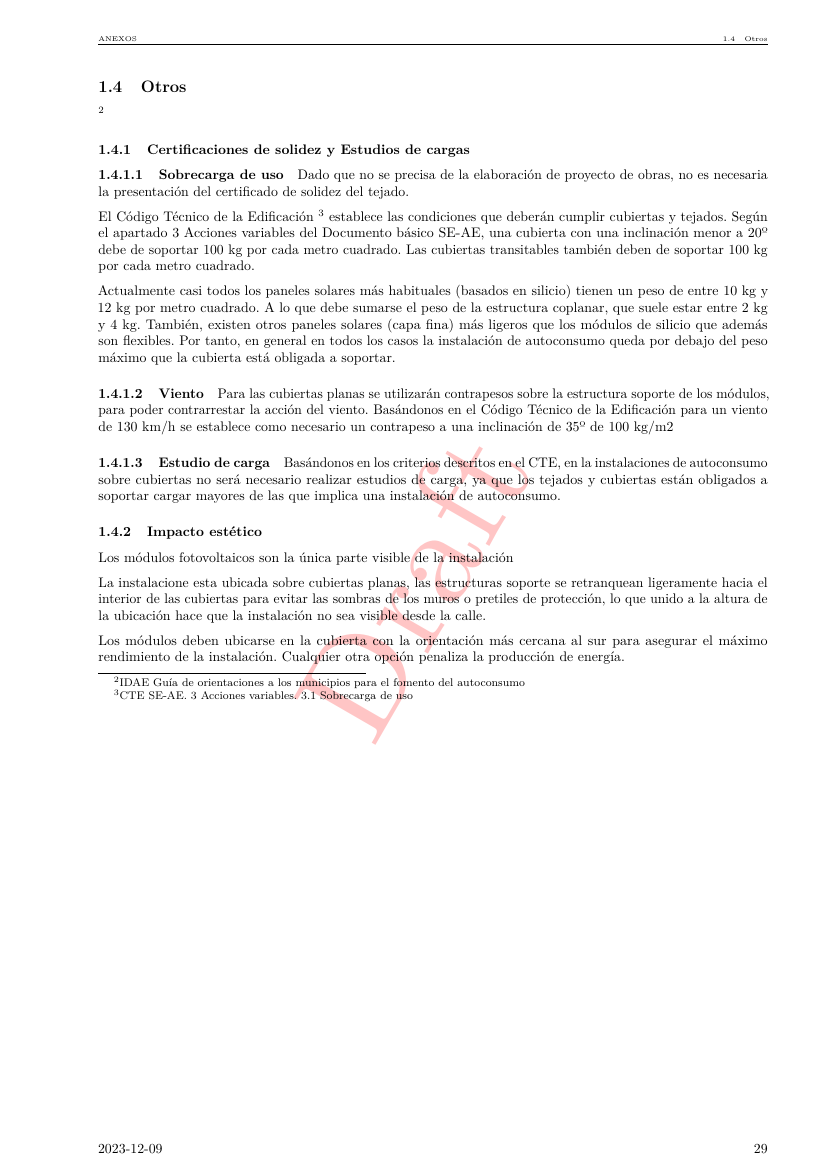 ANEXOS 1.4 Otros
1.4 Otros
2
1.4.1 Certificaciones de solidez y Estudios de cargas
1.4.1.1 Sobrecarga de uso Dado que no se precisa de la elaboración de proyecto de obras, no es necesaria
la presentación del certificado de solidez del tejado.
El Código Técnico de la Edificación 3 establece las condiciones que deberán cumplir cubiertas y tejados. Según
el apartado 3 Acciones variables del Documento básico SE-AE, una cubierta con una inclinación menor a 20º
debe de soportar 100 kg por cada metro cuadrado. Las cubiertas transitables también deben de soportar 100 kg
por cada metro cuadrado.
Actualmente casi todos los paneles solares más habituales (basados en silicio) tienen un peso de entre 10 kg y
12 kg por metro cuadrado. A lo que debe sumarse el peso de la estructura coplanar, que suele estar entre 2 kg
y 4 kg. También, existen otros paneles solares (capa fina) más ligeros que los módulos de silicio que además
son flexibles. Por tanto, en general en todos los casos la instalación de autoconsumo queda por debajo del peso
máximo que la cubierta está obligada a soportar.
1.4.1.2 Viento Para las cubiertas planas se utilizarán contrapesos sobre la estructura soporte de los módulos,
para poder contrarrestar la acción del viento. Basándonos en el Código Técnico de la Edificación para un viento
de 130 km/h se establece como necesario un contrapeso a una inclinación de 35º de 100 kg/m2
1.4.1.3 Estudio de carga Basándonos en los criterios descritos en el CTE, en la instalaciones de autoconsumo
sobre cubiertas no será necesario realizar estudios de carga, ya que los tejados y cubiertas están obligados a
soportar cargar mayores de las que implica una instalación de autoconsumo.
1.4.2 Impacto estético
Los módulos fotovoltaicos son la única parte visible de la instalación
La instalacione esta ubicada sobre cubiertas planas, las estructuras soporte se retranquean ligeramente hacia el
interior de las cubiertas para evitar las sombras de los muros o pretiles de protección, lo que unido a la altura de
la ubicación hace que la instalación no sea visible desde la calle.
Los módulos deben ubicarse en la cubierta con la orientación más cercana al sur para asegurar el máximo
rendimiento de la instalación. Cualquier otra opción penaliza la producción de energía.
2IDAE Guía de orientaciones a los municipios para el fomento del autoconsumo
3CTE SE-AE. 3 Acciones variables. 3.1 Sobrecarga de uso
Draft
2023-12-09 29